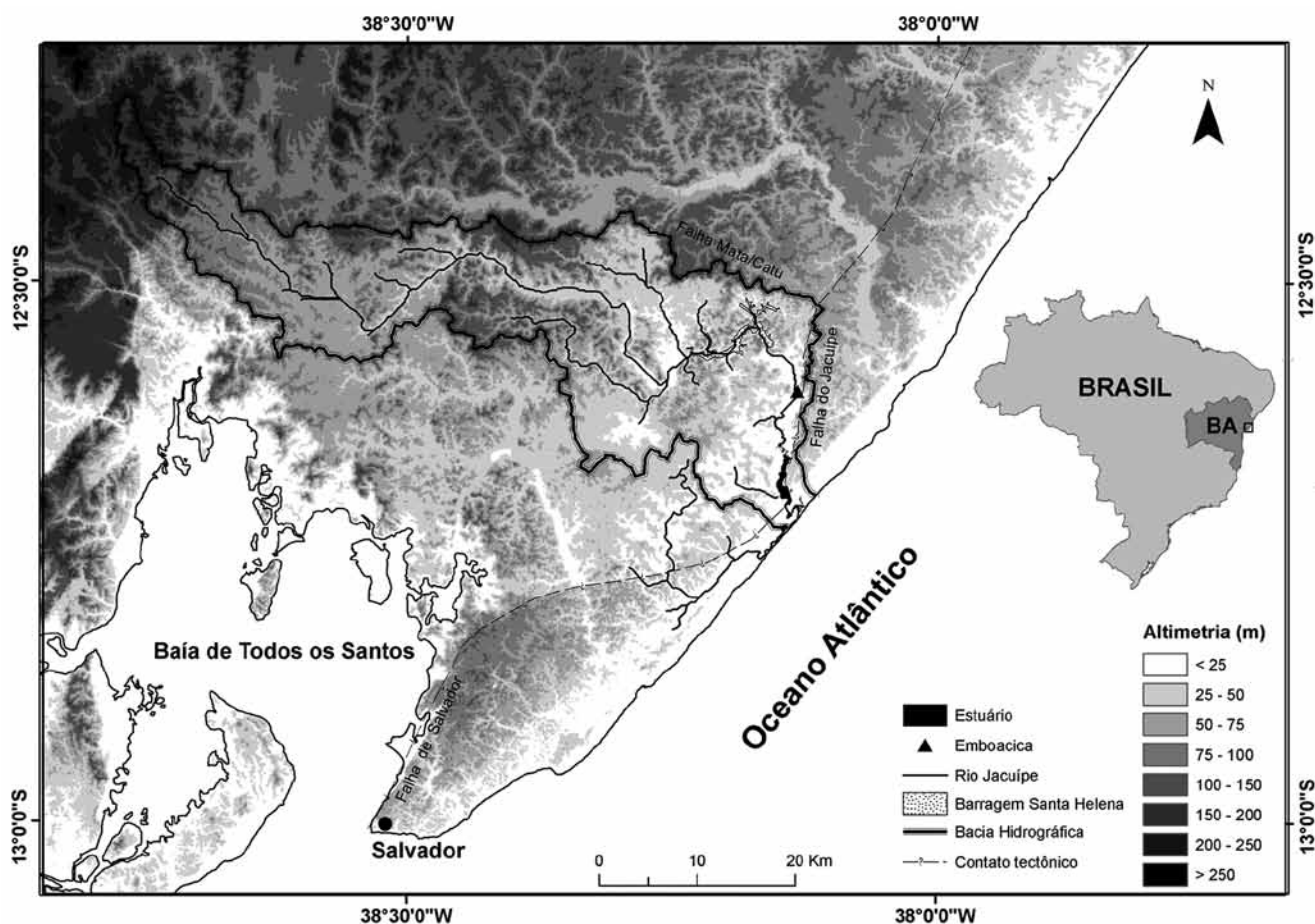 38°30'0"W
38°0'0"W
N
Falha Mata/Catu
12°30'0"S
12°30'0"S
Falha do Jacuípe
BRASIL
BA
Oceano Atlântico
Baía de Todos os Santos
Falha de Salvador
Salvador
Altimetria (m)
< 25
25 - 50
50 - 75
75 - 100
100 - 150
150 - 200
200 - 250
> 250
Estuário
Emboacica
Rio Jacuípe
Barragem Santa Helena
Bacia Hidrográfica
Contato tectônico
13°0'0"S
13°0'0"S
0 10 20 Km
38°30'0"W
38°0'0"W